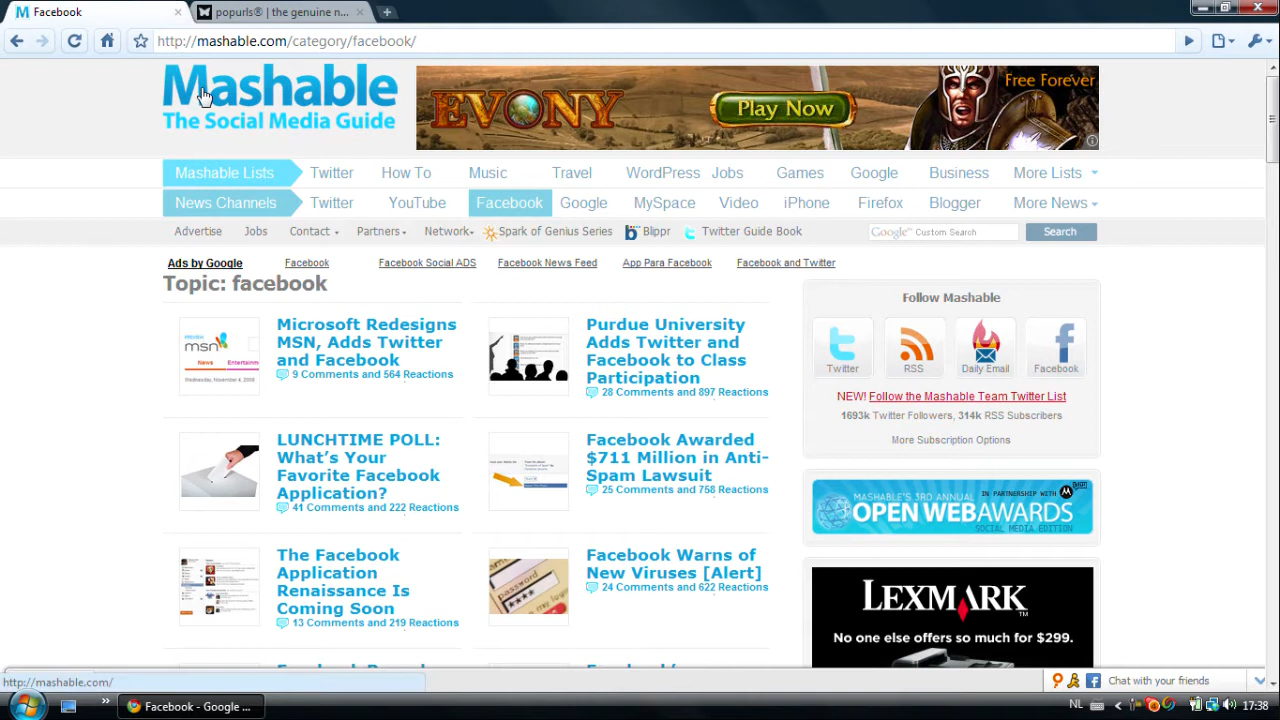 Facebook
popurls® | the genuine n...
http://mashable.com/category/facebook/
Mashable
The Social Media Guide
EVONY
Play Now
Free Forever
Mashable Lists Twitter How To Music Travel WordPress Jobs Games Google Business More Lists
News Channels Twitter YouTube Facebook Google MySpace Video iPhone Firefox Blogger More News
Advertise Jobs Contact Partners Network Spark of Genius Series Blippr Twitter Guide Book Google™ Custom Search Search
Ads by Google Facebook Facebook Social ADS Facebook News Feed App Para Facebook Facebook and Twitter
Topic: facebook
PREVIEW
msn
News Entertainm
Wednesday, November 4, 2009
Microsoft Redesigns
MSN, Adds Twitter
and Facebook
9 Comments and 564 Reactions
Purdue University
Adds Twitter and
Facebook to Class
Participation
28 Comments and 897 Reactions
LUNCHTIME POLL:
What's Your
Favorite Facebook
Application?
41 Comments and 222 Reactions
Facebook Awarded
$711 Million in Anti-
Spam Lawsuit
25 Comments and 758 Reactions
The Facebook
Application
Renaissance Is
Coming Soon
13 Comments and 219 Reactions
password
Facebook Warns of
New Viruses [Alert]
24 Comments and 622 Reactions
Follow Mashable
Twitter RSS Daily Email Facebook
NEW! Follow the Mashable Team Twitter List
1693k Twitter Followers, 314k RSS Subscribers
More Subscription Options
MASHABLE'S 3RD ANNUAL IN PARTNERSHIP WITH
OPEN WEB AWARDS
SOCIAL MEDIA EDITION
LEXMARK™
No one else offers so much for $299.
http://mashable.com/
Chat with your friends
Facebook - Google ...
NL
17:38